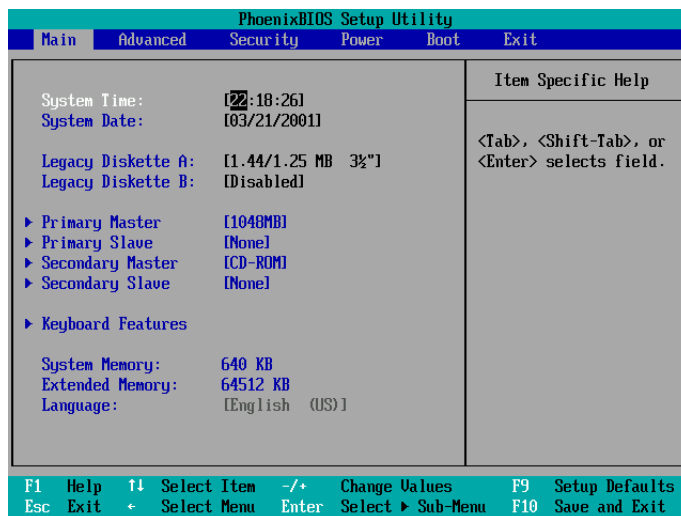 PhoenixBIOS Setup Utility
Main Advanced Security Power Boot Exit
Item Specific Help
System Time: [22:18:26]
System Date: [03/21/2001]
<Tab>, <Shift-Tab>, or
<Enter> selects field.
Legacy Diskette A: [1.44/1.25 MB 3½"]
Legacy Diskette B: [Disabled]
▶ Primary Master [1048MB]
▶ Primary Slave [None]
▶ Secondary Master [CD-ROM]
▶ Secondary Slave [None]
▶ Keyboard Features
System Memory: 640 KB
Extended Memory: 64512 KB
Language: [English (US)]
F1 Help ↑↓ Select Item -/+ Change Values F9 Setup Defaults
Esc Exit ← Select Menu Enter Select ▶ Sub-Menu F10 Save and Exit